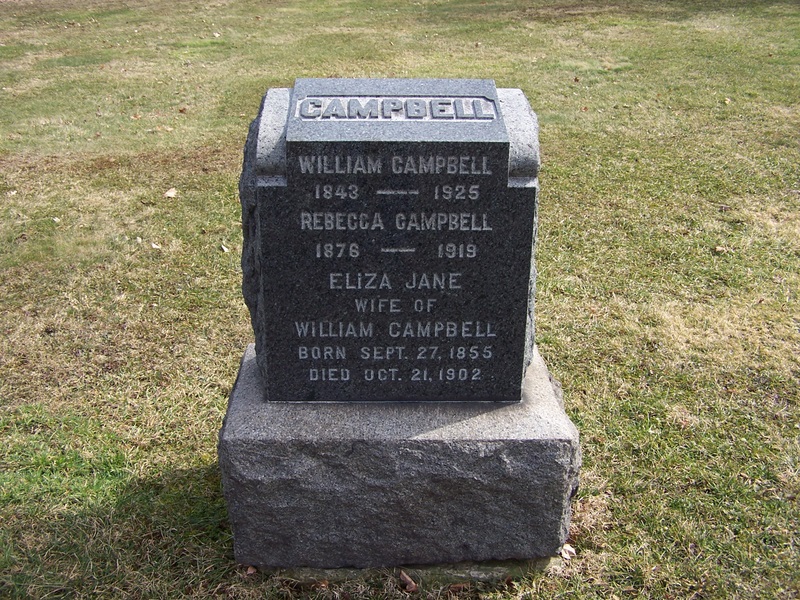 CAMPBELL
WILLIAM CAMPBELL
1843 — 1925
REBECCA CAMPBELL
1878 — 1919
ELIZA JANE
WIFE OF
WILLIAM CAMPBELL
BORN SEPT. 27, 1855
DIED OCT. 21, 1902